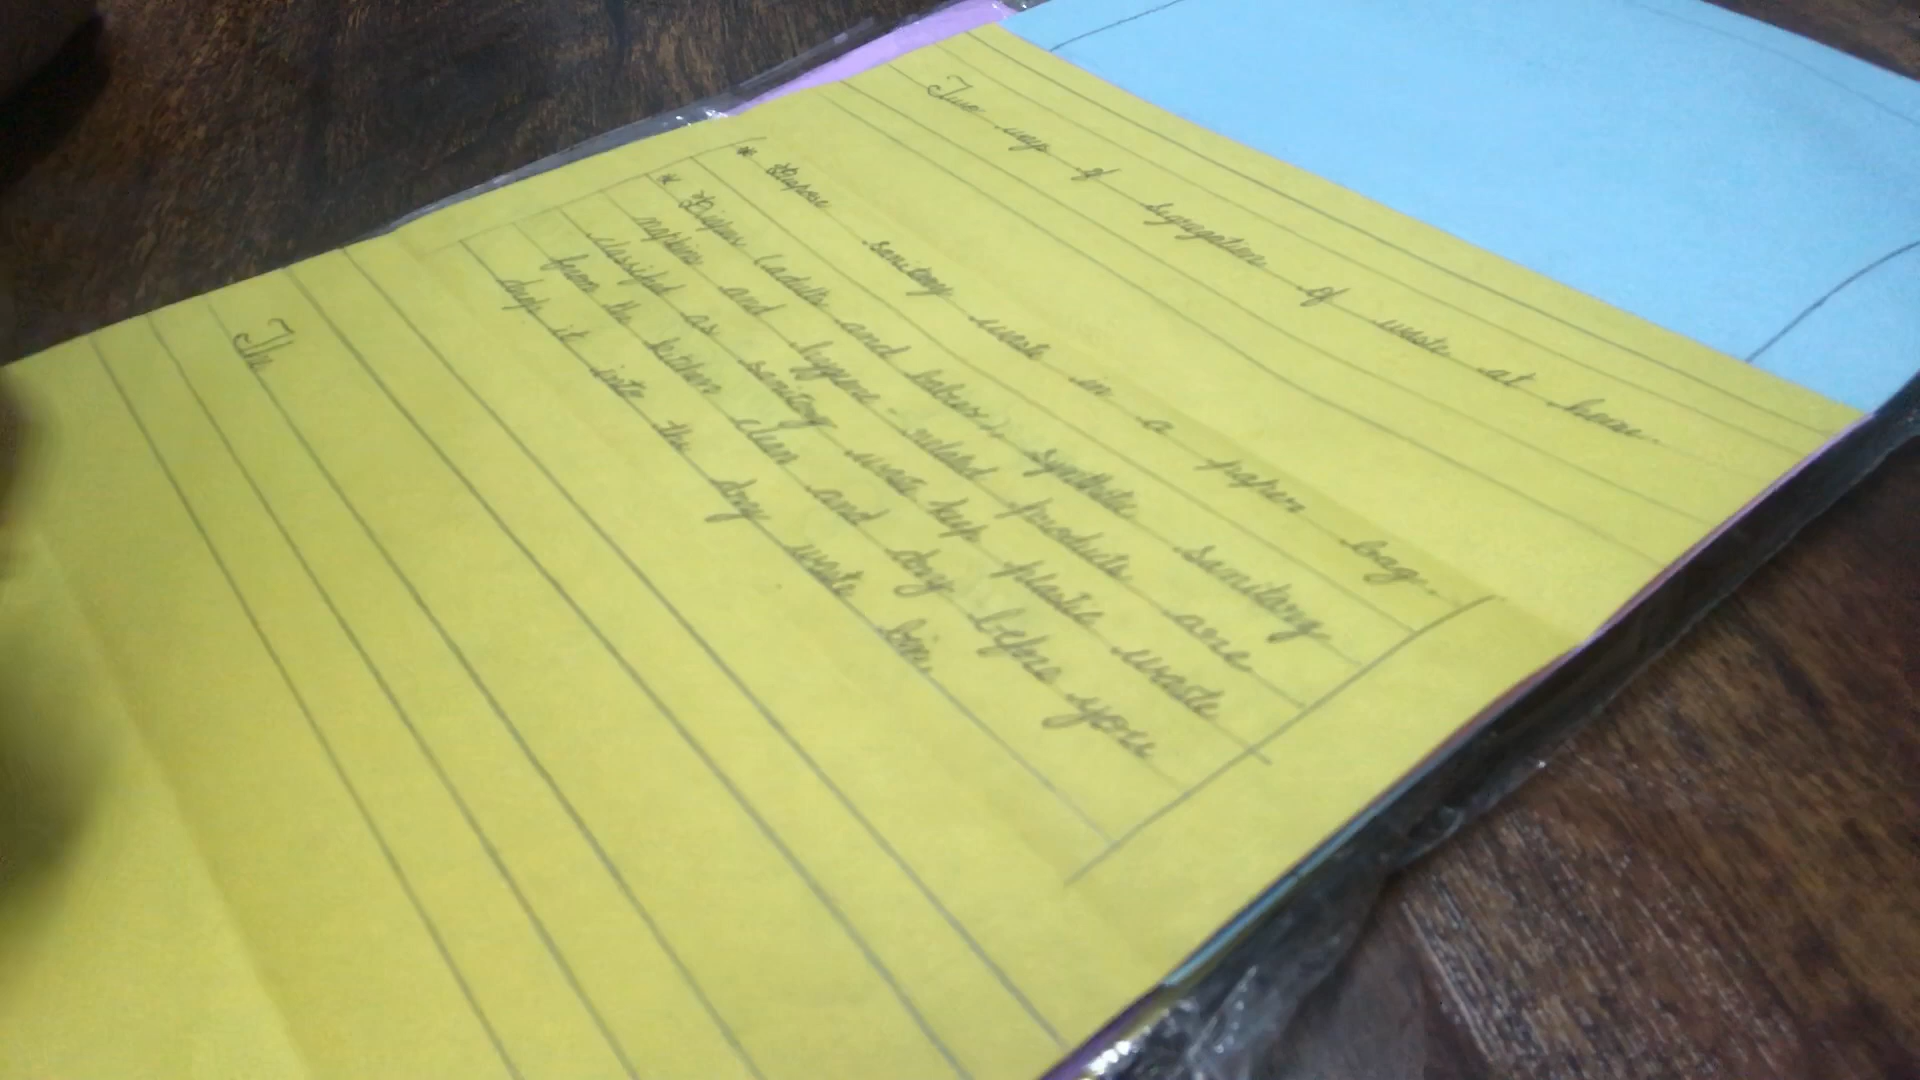 Two ways of segregation of waste at home.
* Dispose sanitary waste in a paper bag.
* Diapers (adults and babies), synthetic sanitary
napkins and hygene-related products are
classified as sanitary waste keep plastic waste
from the kitchen clean and dry before you
drop it into the dry waste bin.
Th